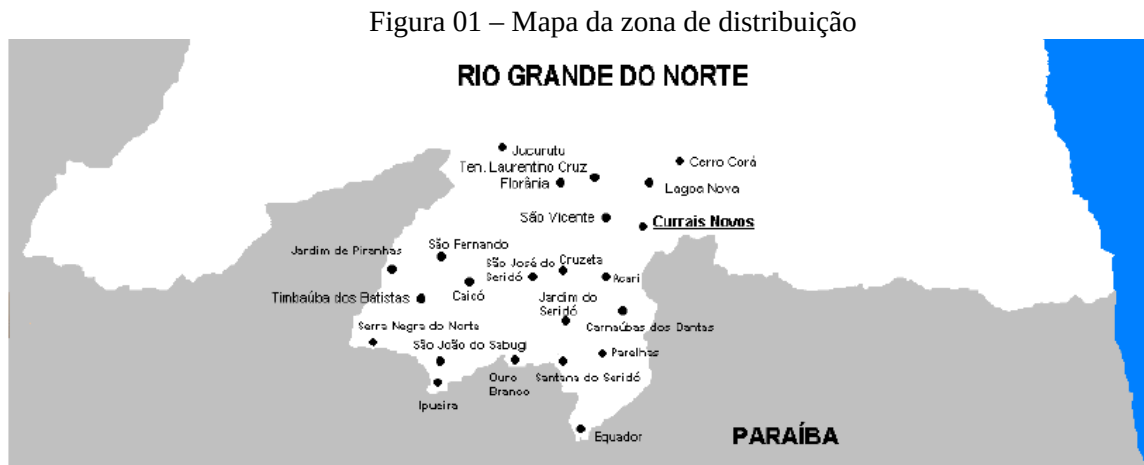 Figura 01 – Mapa da zona de distribuição
RIO GRANDE DO NORTE
Jucurutu
Ten. Laurentino Cruz
Cerro Corá
Florânia
Lagoa Nova
São Vicente
Currais Novos
Jardim de Piranhas
São Fernando
São José do
Seridó
Cruzeta
Acari
Timbaúba dos Batistas
Caicó
Jardim do
Seridó
Carnaúbas dos Dantas
Serra Negra do Norte
São João do Sabugi
Parelhas
Ouro
Branco
Santana do Seridó
Ipueira
Equador
PARAÍBA